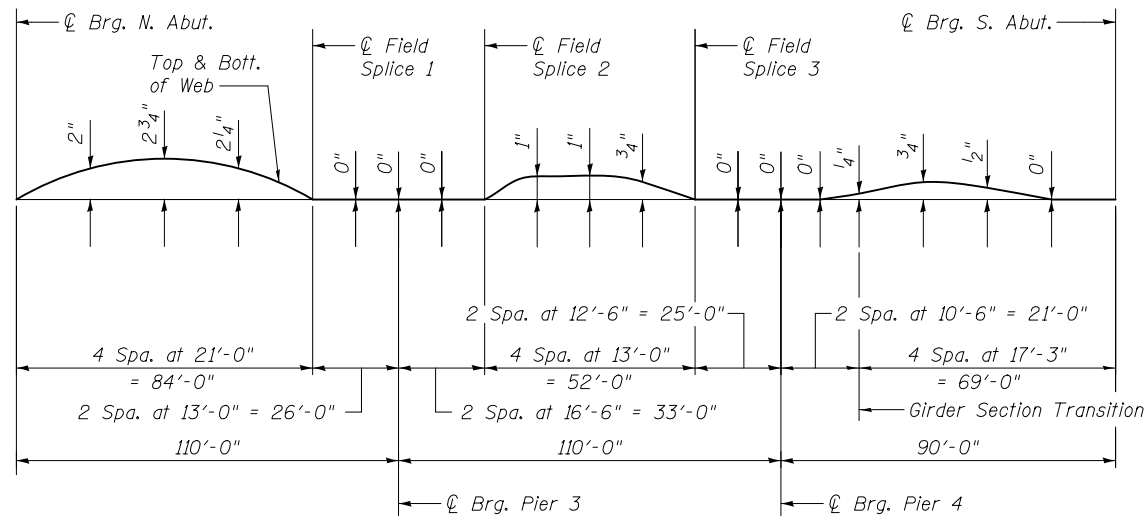 ℄ Brg. N. Abut.
℄ Brg. S. Abut.
℄ Field
Splice 1
℄ Field
Splice 2
℄ Field
Splice 3
Top & Bott.
of Web
2"
2 3/4"
2 1/4"
0"
0"
0"
1"
1"
3/4"
0"
0"
0"
1/4"
3/4"
1/2"
0"
2 Spa. at 12'-6" = 25'-0"
2 Spa. at 10'-6" = 21'-0"
4 Spa. at 21'-0"
= 84'-0"
4 Spa. at 13'-0"
= 52'-0"
4 Spa. at 17'-3"
= 69'-0"
2 Spa. at 13'-0" = 26'-0"
2 Spa. at 16'-6" = 33'-0"
Girder Section Transition
110'-0"
110'-0"
90'-0"
℄ Brg. Pier 3
℄ Brg. Pier 4